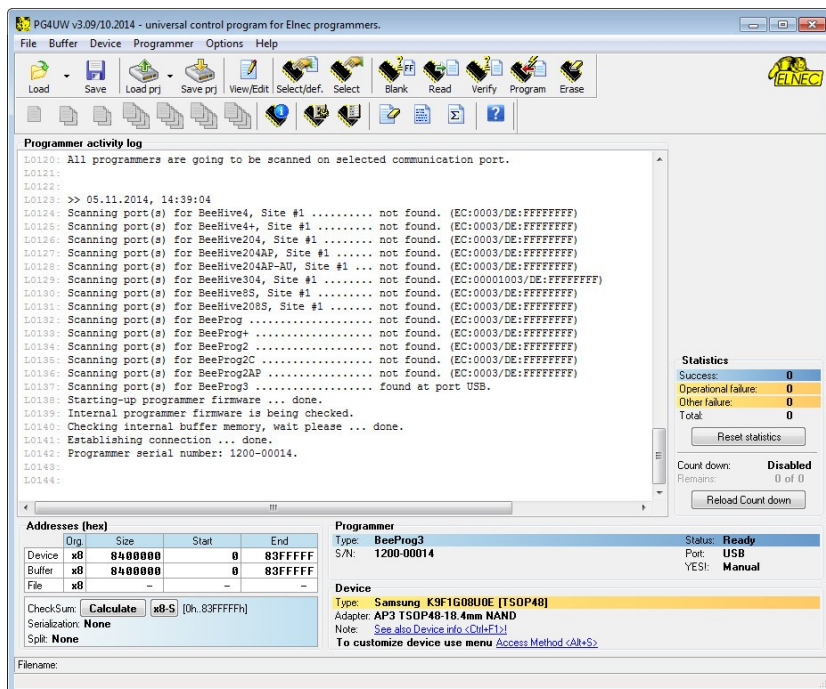 PG4UW v3.09/10.2014 - universal control program for Elnec programmers.
File Buffer Device Programmer Options Help
Load Save Load prj Save prj View/Edit Select/def. Select Blank Read Verify Program Erase
ELNEC
Programmer activity log
L0120: All programmers are going to be scanned on selected communication port.
L0121:
L0122:
L0123: >> 05.11.2014, 14:39:04
L0124: Scanning port(s) for BeeHive4, Site #1 .......... not found. (EC:0003/DE:FFFFFFFF)
L0125: Scanning port(s) for BeeHive4+, Site #1 ......... not found. (EC:0003/DE:FFFFFFFF)
L0126: Scanning port(s) for BeeHive204, Site #1 ........ not found. (EC:0003/DE:FFFFFFFF)
L0127: Scanning port(s) for BeeHive204AP, Site #1 ...... not found. (EC:0003/DE:FFFFFFFF)
L0128: Scanning port(s) for BeeHive204AP-AU, Site #1 ... not found. (EC:0003/DE:FFFFFFFF)
L0129: Scanning port(s) for BeeHive304, Site #1 ........ not found. (EC:00001003/DE:FFFFFFFF)
L0130: Scanning port(s) for BeeHive8S, Site #1 ......... not found. (EC:0003/DE:FFFFFFFF)
L0131: Scanning port(s) for BeeHive208S, Site #1 ....... not found. (EC:0003/DE:FFFFFFFF)
L0132: Scanning port(s) for BeeProg .................... not found. (EC:0003/DE:FFFFFFFF)
L0133: Scanning port(s) for BeeProg+ ................... not found. (EC:0003/DE:FFFFFFFF)
L0134: Scanning port(s) for BeeProg2 ................... not found. (EC:0003/DE:FFFFFFFF)
L0135: Scanning port(s) for BeeProg2C .................. not found. (EC:0003/DE:FFFFFFFF)
L0136: Scanning port(s) for BeeProg2AP ................. not found. (EC:0003/DE:FFFFFFFF)
L0137: Scanning port(s) for BeeProg3 ................... found at port USB.
L0138: Starting-up programmer firmware ... done.
L0139: Internal programmer firmware is being checked.
L0140: Checking internal buffer memory, wait please ... done.
L0141: Establishing connection ... done.
L0142: Programmer serial number: 1200-00014.
L0143:
L0144:
Statistics
Success: 0
Operational failure: 0
Other failure: 0
Total: 0
Reset statistics
Count down: Disabled
Remains: 0 of 0
Reload Count down
Addresses (hex)
Org. Size Start End
Device x8 8400000 0 83FFFFF
Buffer x8 8400000 0 83FFFFF
File x8 - - -
CheckSum: Calculate x8-S [0h..83FFFFFh]
Serialization: None
Split: None
Programmer
Type: BeeProg3 Status: Ready
S/N: 1200-00014 Port: USB
YES!: Manual
Device
Type: Samsung K9F1G08U0E [TSOP48]
Adapter: AP3 TSOP48-18.4mm NAND
Note: See also Device info <Ctrl+F1>!
To customize device use menu Access Method <Alt+S>
Filename: